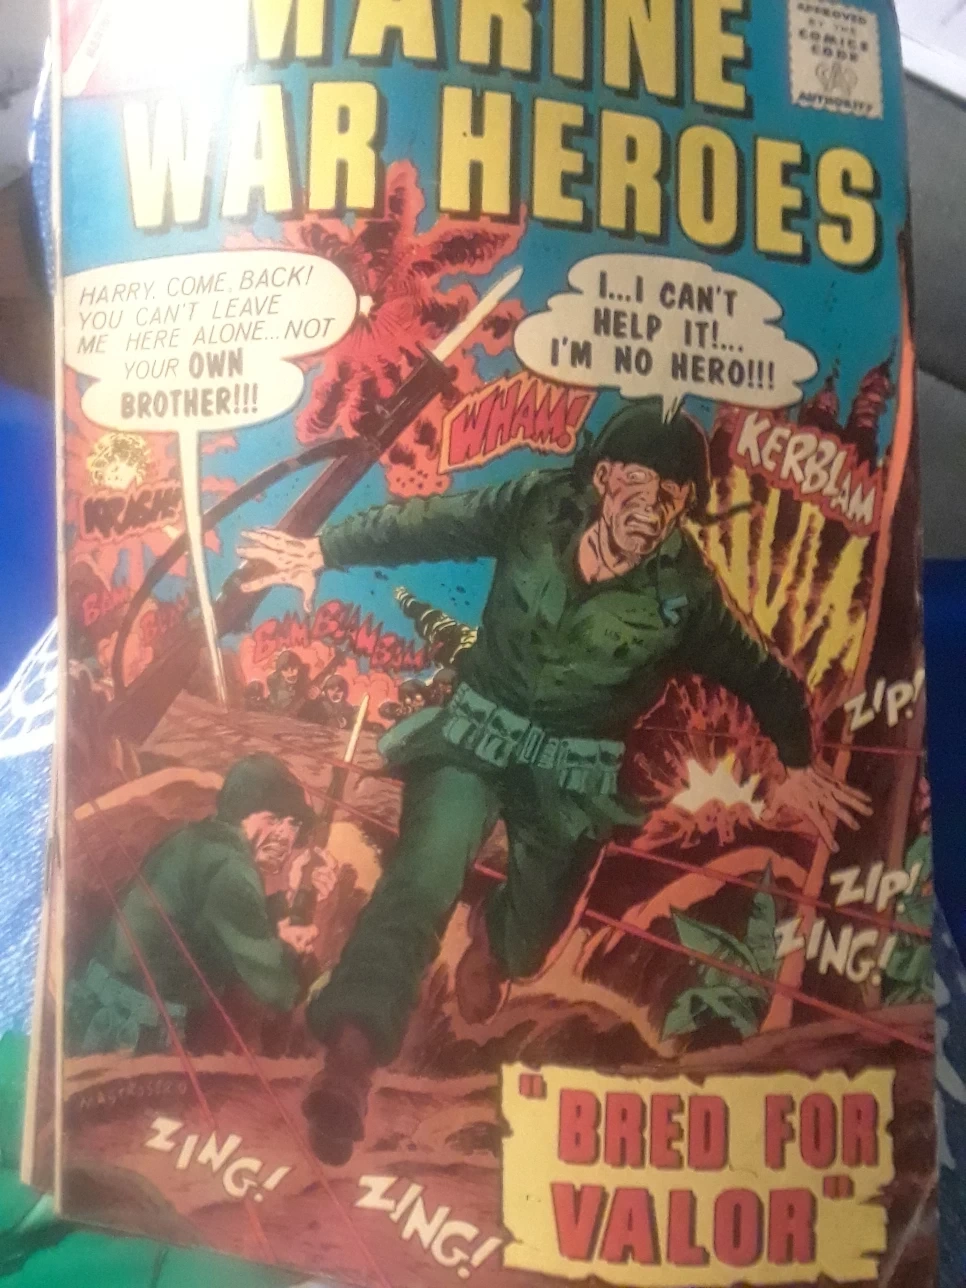 MARINE
WAR HEROES
APPROVED
BY THE
COMICS
CODE
AUTHORITY
HARRY, COME BACK!
YOU CAN'T LEAVE
ME HERE ALONE...NOT
YOUR OWN
BROTHER!!!
I...I CAN'T
HELP IT!...
I'M NO HERO!!!
WHAM!
KERBLAM
BAM
BAM BLAM BAM
ZIP!
ZIP!
ZING!
ZING!
ZING!
"BRED FOR
VALOR"